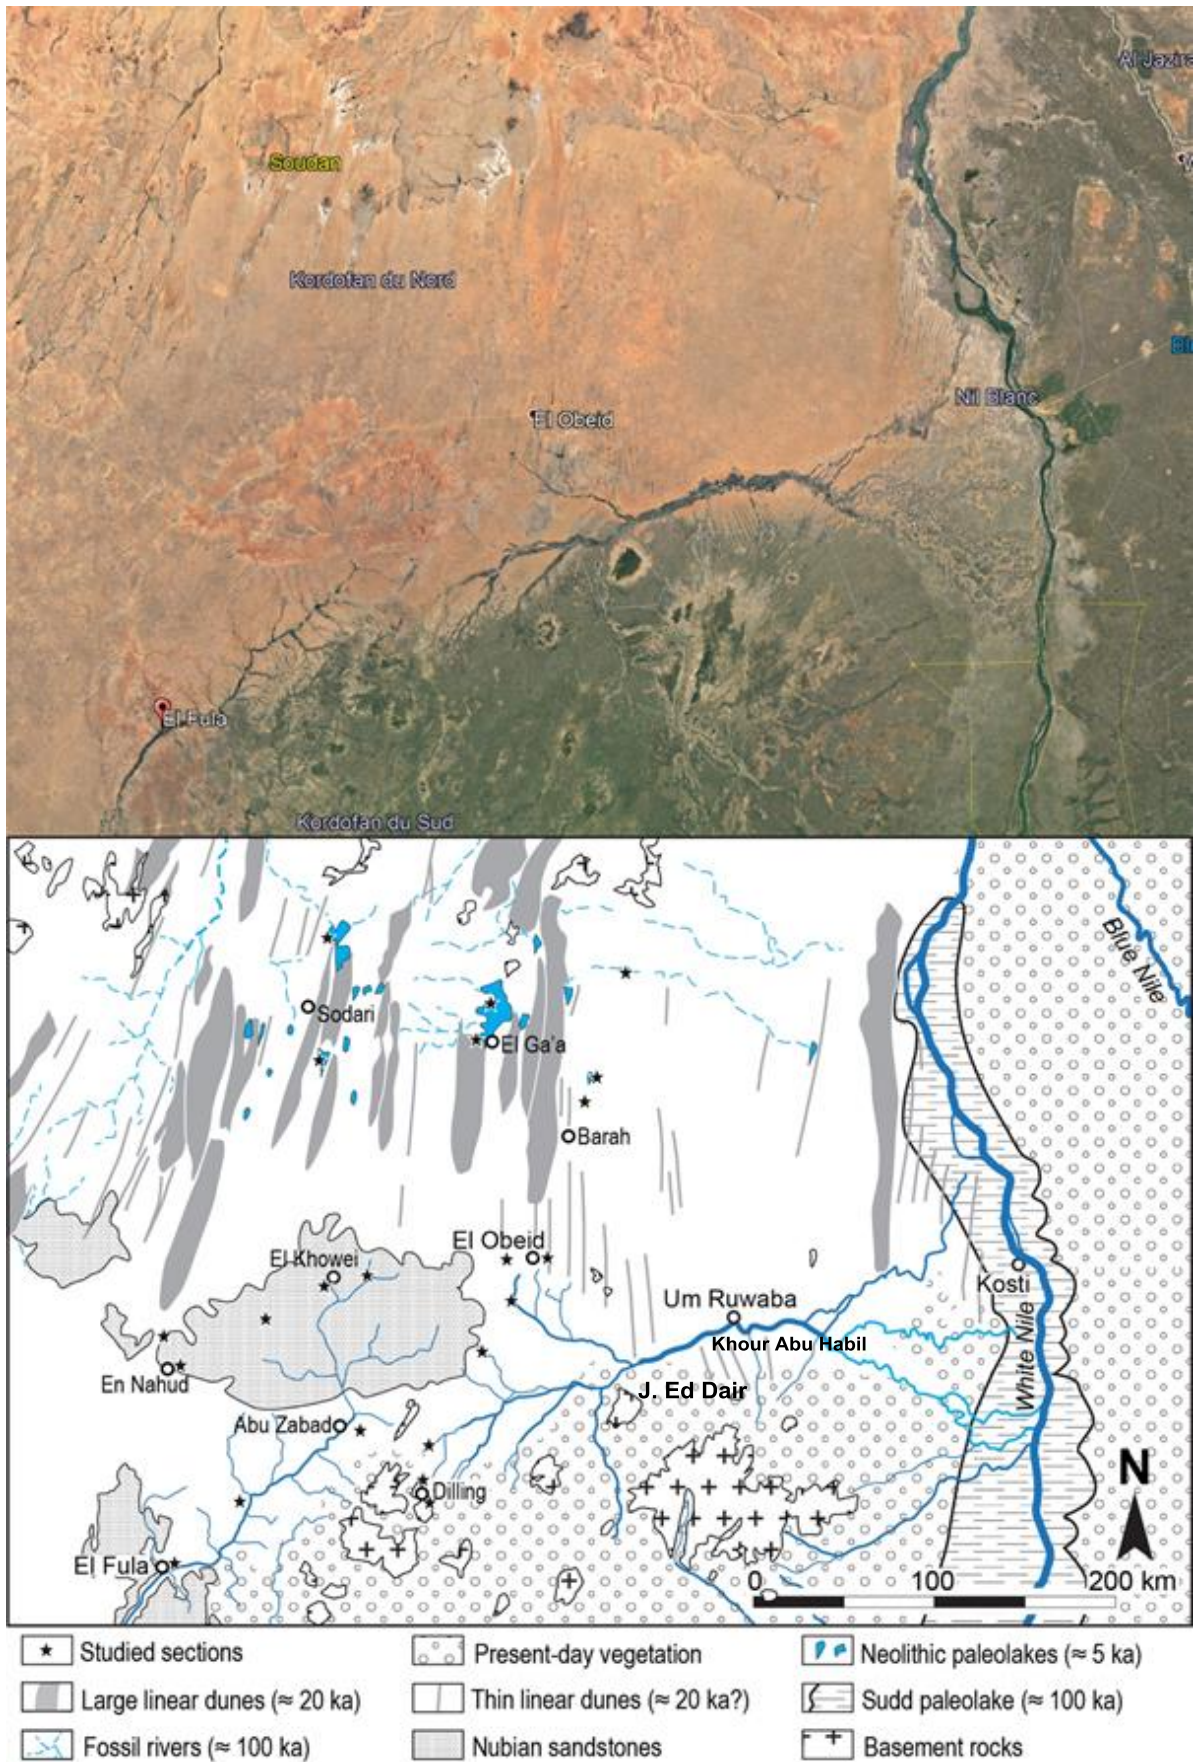 Al Jazira
Soudan
Kordofan du Nord
El Obeid
Nil Blanc
El Fula
Kordofan du Sud
Blue Nile
Sodari
El Ga'a
Barah
El Obeid
El Khowei
Kosti
Um Ruwaba
Khour Abu Habil
White Nile
En Nahud
J. Ed Dair
Abu Zabad
N
Dilling
El Fula
0 100 200 km
Studied sections
Present-day vegetation
Neolithic paleolakes (≈ 5 ka)
Large linear dunes (≈ 20 ka)
Thin linear dunes (≈ 20 ka?)
Sudd paleolake (≈ 100 ka)
Fossil rivers (≈ 100 ka)
Nubian sandstones
Basement rocks